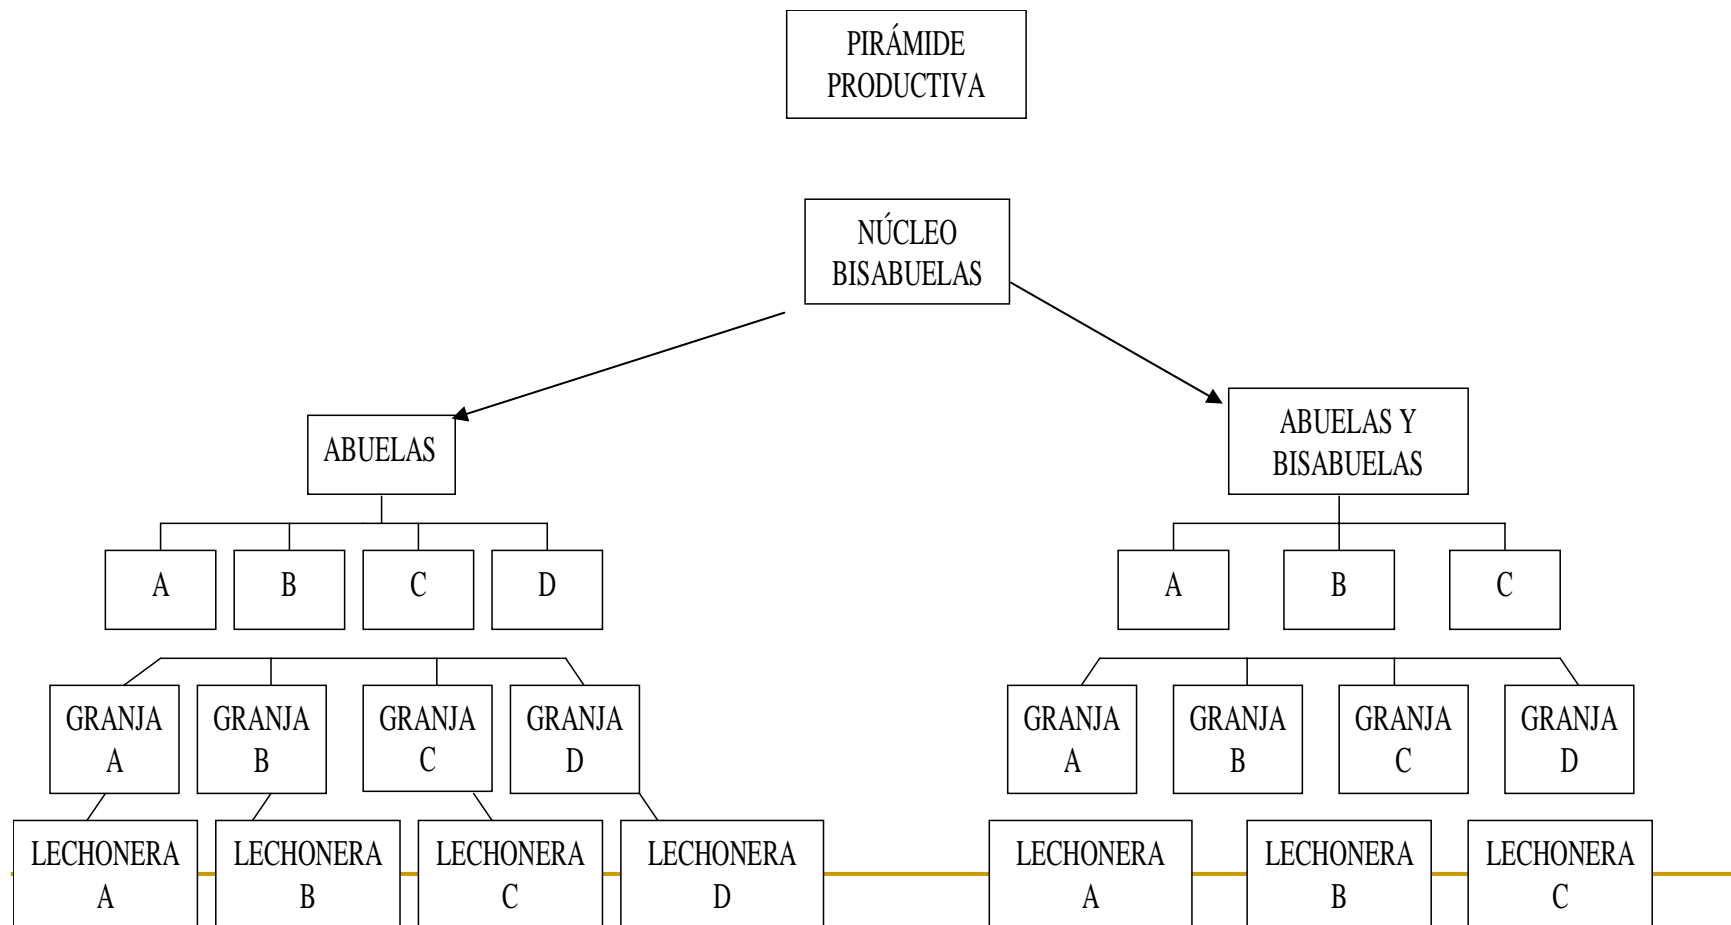 PIRÁMIDE
PRODUCTIVA
NÚCLEO
BISABUELAS
ABUELAS
ABUELAS Y
BISABUELAS
A
B
C
D
A
B
C
GRANJA
A
GRANJA
B
GRANJA
C
GRANJA
D
GRANJA
A
GRANJA
B
GRANJA
C
GRANJA
D
LECHONERA
A
LECHONERA
B
LECHONERA
C
LECHONERA
D
LECHONERA
A
LECHONERA
B
LECHONERA
C